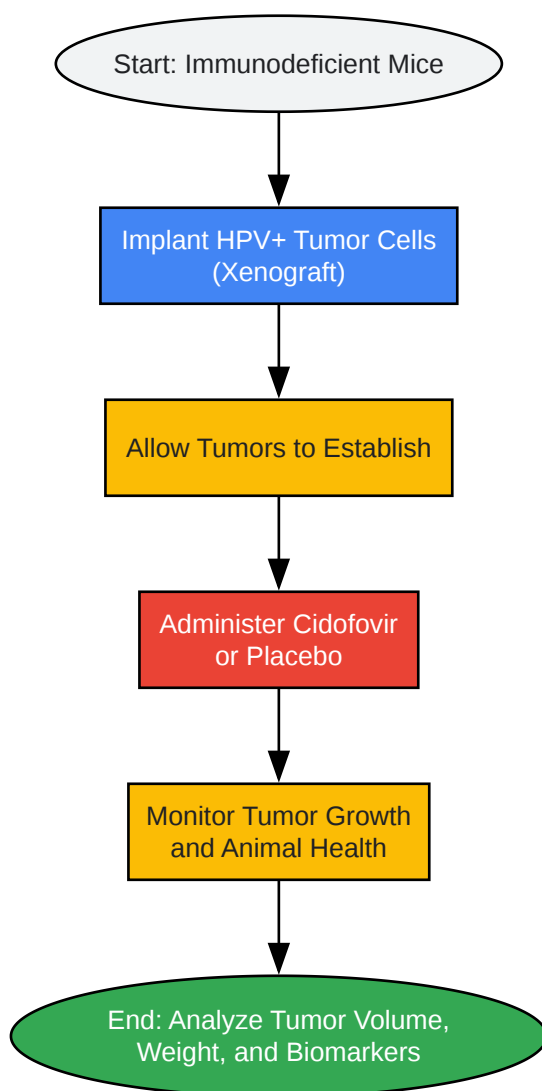 Start: Immunodeficient Mice
Implant HPV+ Tumor Cells
(Xenograft)
Allow Tumors to Establish
Administer Cidofovir
or Placebo
Monitor Tumor Growth
and Animal Health
End: Analyze Tumor Volume,
Weight, and Biomarkers